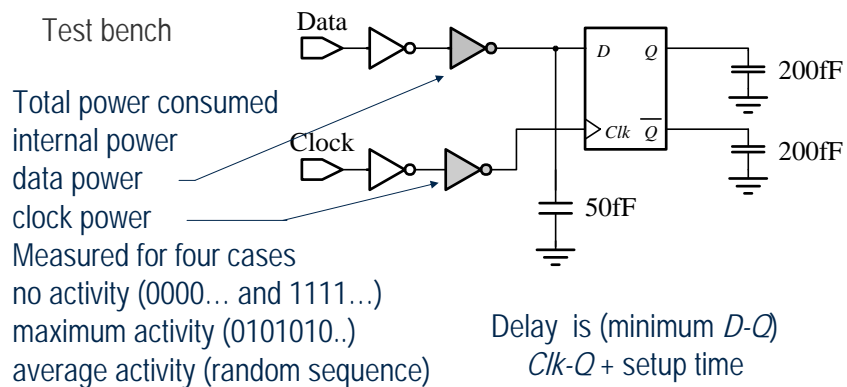 Test bench
Data
D
Q
200fF
Total power consumed
internal power
data power
clock power
Clock
Clk
Q
200fF
50fF
Measured for four cases
no activity (0000… and 1111…)
maximum activity (0101010..)
average activity (random sequence)
Delay is (minimum D-Q)
Clk-Q + setup time